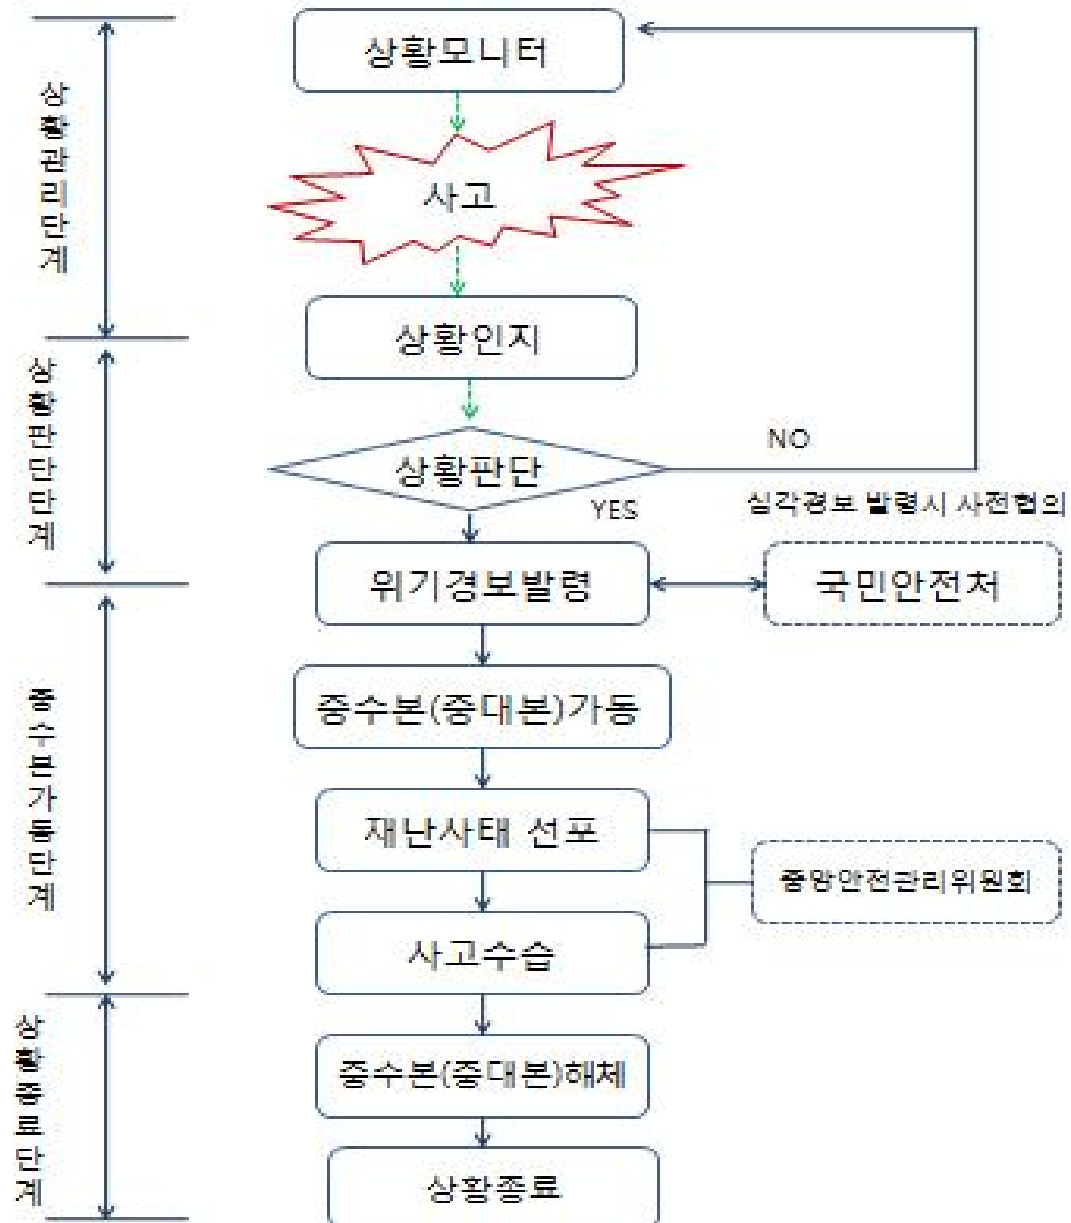 상황모니터
사고
상황인지
상황판단
NO
YES
심각경보 발령시 사전협의
위기경보발령
국민안전처
중수본(중대본)가동
재난사태 선포
중앙안전관리위원회
사고수습
중수본(중대본)해체
상황종료
상황관리단계
상황판단단계
중수본가동단계
상황종료단계